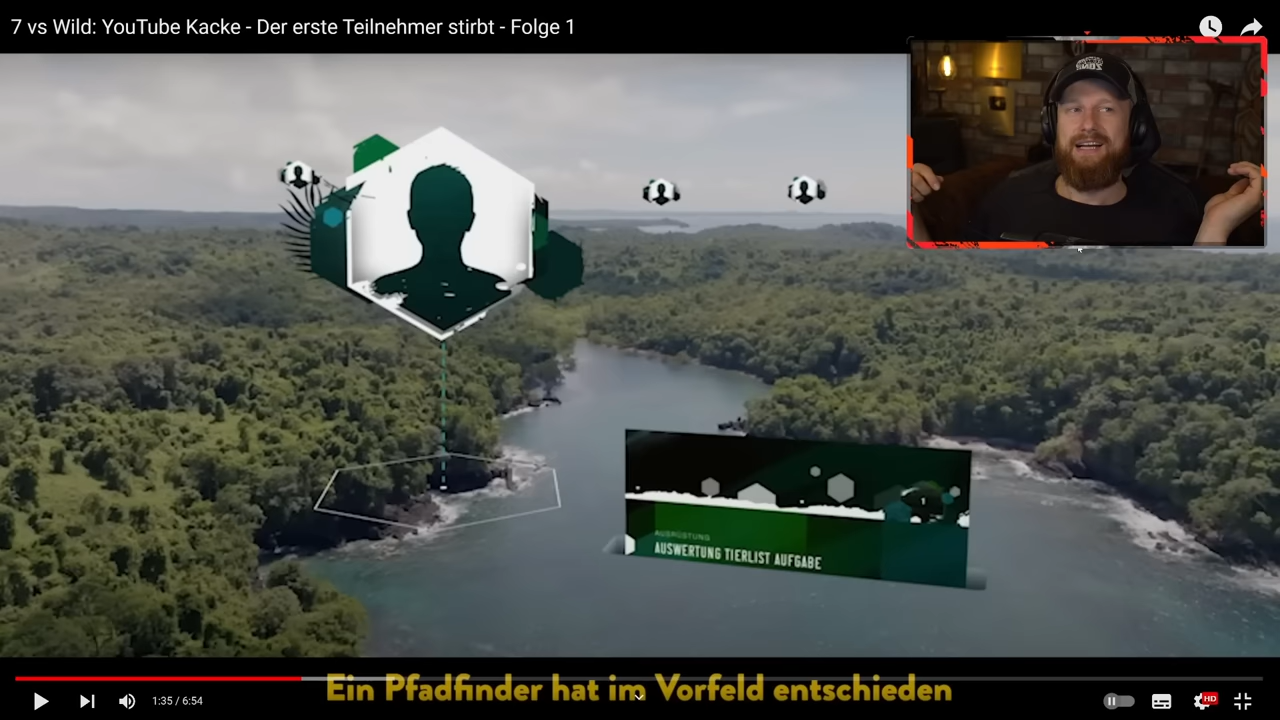 7 vs Wild: YouTube Kacke - Der erste Teilnehmer stirbt - Folge 1
AUSRÜSTUNG
AUSWERTUNG TIERLIST AUFGABE
Ein Pfadfinder hat im Vorfeld entschieden
1:35 / 6:54
HD